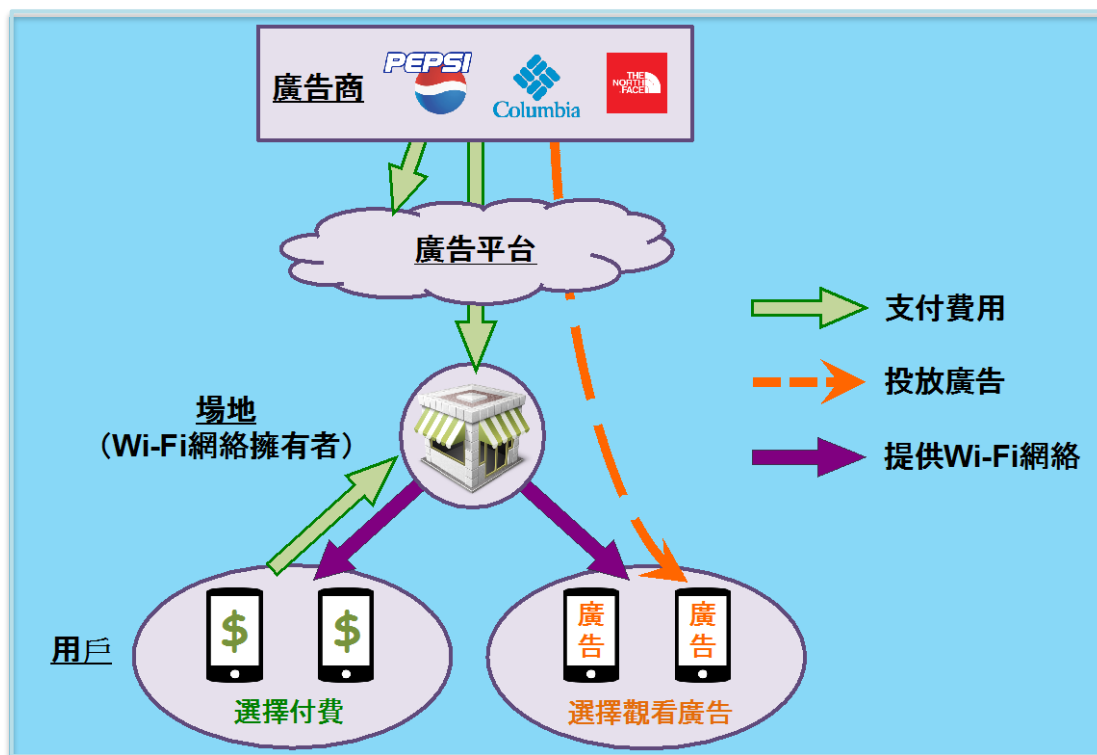 廣告商
PEPSI
Columbia
THE
NORTH
FACE
廣告平台
支付費用
投放廣告
提供Wi-Fi網絡
場地
（Wi-Fi網絡擁有者）
用戶
$
$
選擇付費
廣
告
廣
告
選擇觀看廣告